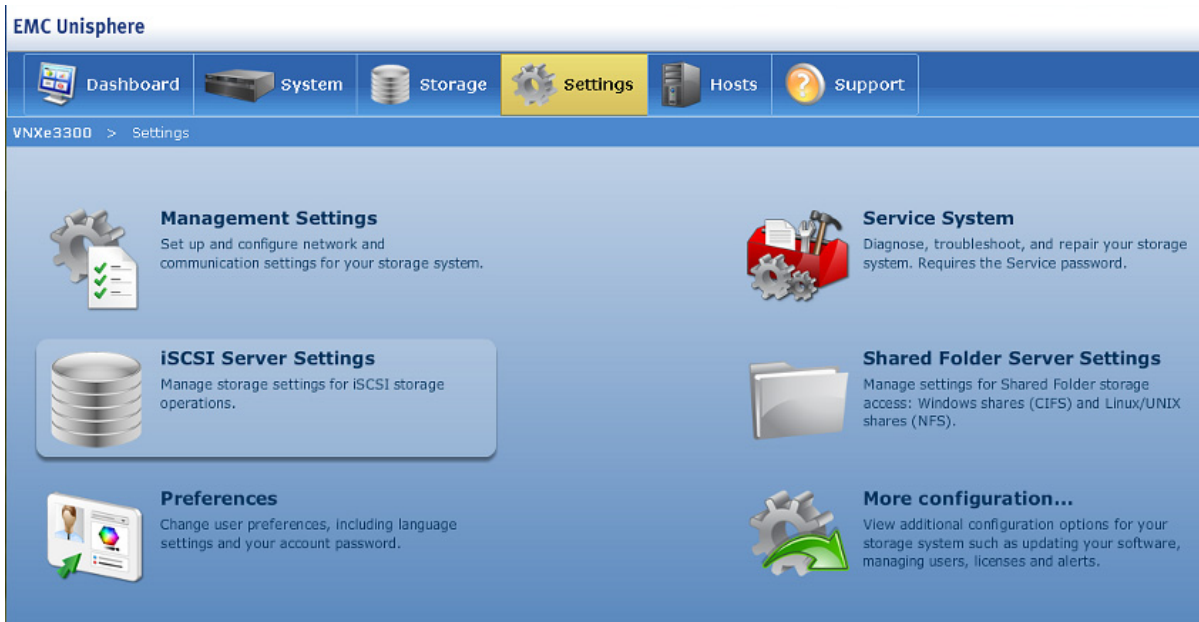 EMC Unisphere
Dashboard
System
Storage
Settings
Hosts
Support
VNXe3300 > Settings
Management Settings
Set up and configure network and
communication settings for your storage system.
Service System
Diagnose, troubleshoot, and repair your storage
system. Requires the Service password.
iSCSI Server Settings
Manage storage settings for iSCSI storage
operations.
Shared Folder Server Settings
Manage settings for Shared Folder storage
access: Windows shares (CIFS) and Linux/UNIX
shares (NFS).
Preferences
Change user preferences, including language
settings and your account password.
More configuration...
View additional configuration options for your
storage system such as updating your software,
managing users, licenses and alerts.